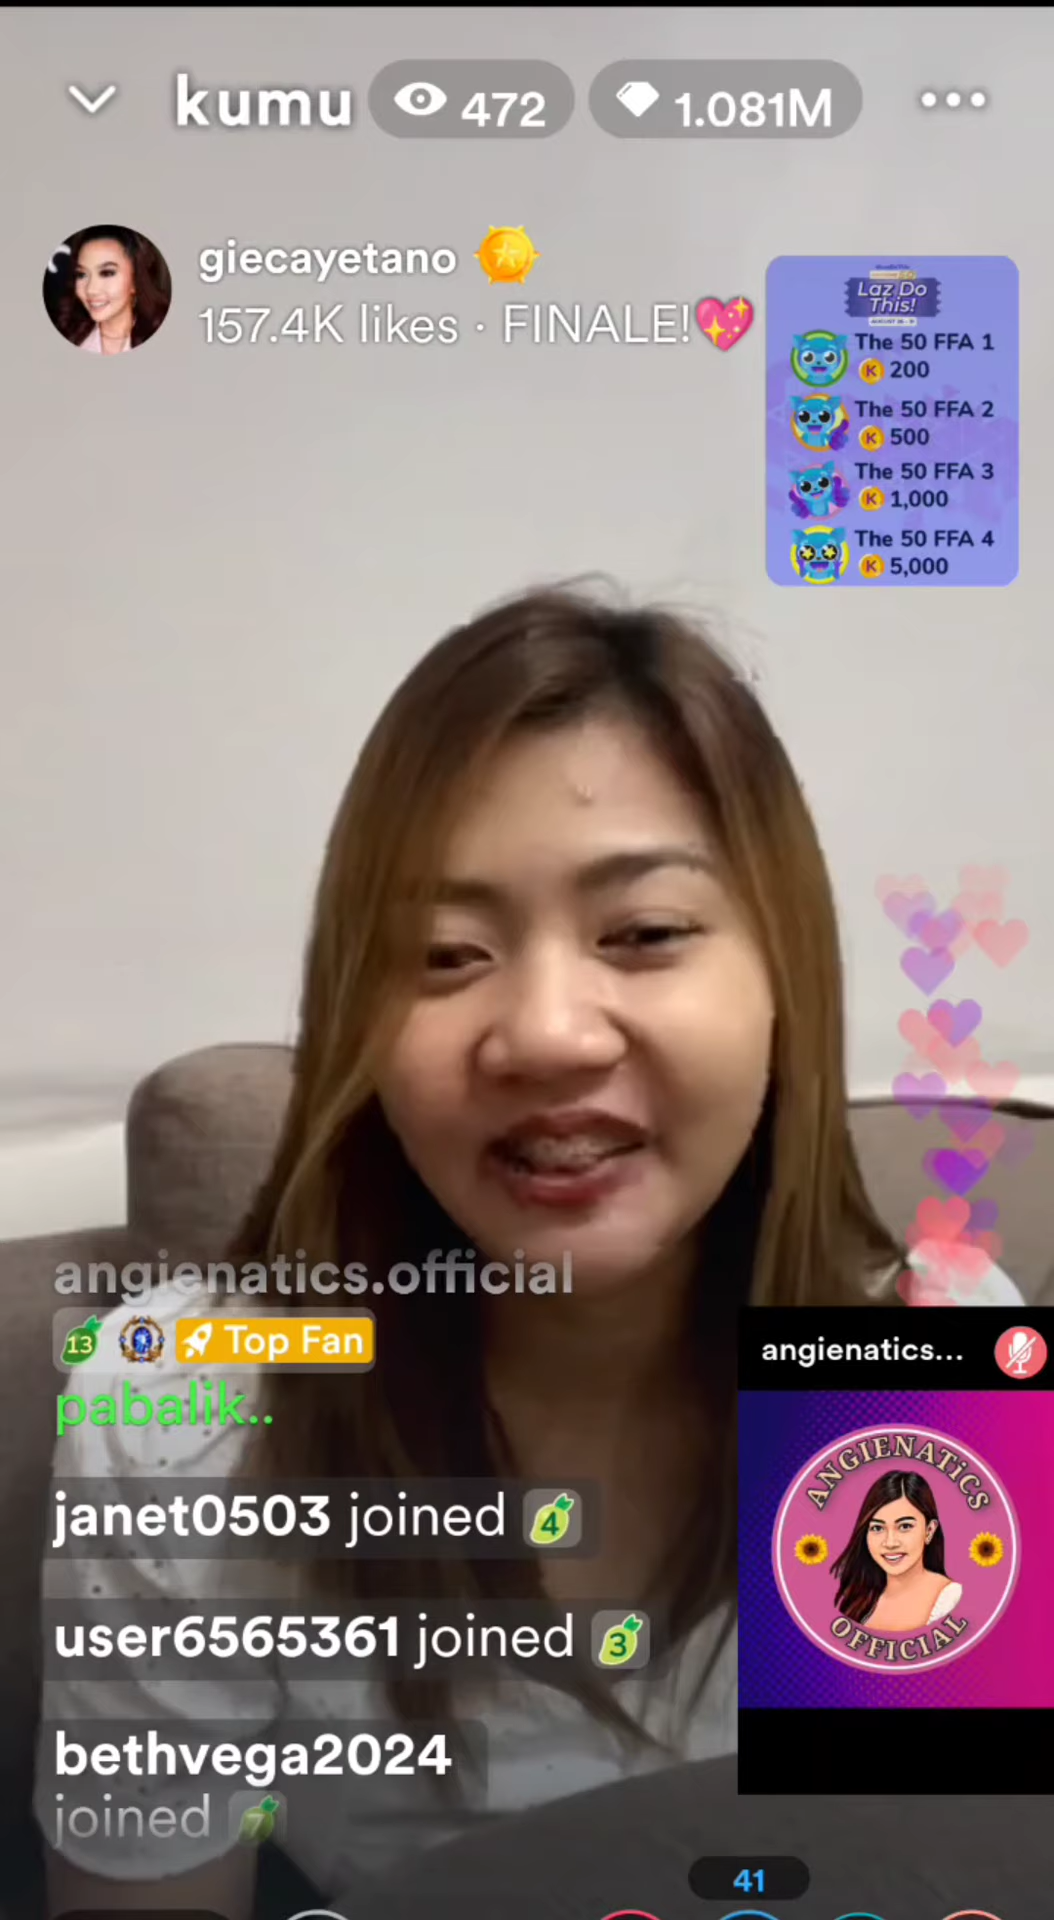 kumu 472 1.081M
giecayetano
157.4K likes · FINALE!
Laz Do
This!
The 50 FFA 1
K 200
The 50 FFA 2
K 500
The 50 FFA 3
K 1,000
The 50 FFA 4
K 5,000
angienatics.official
13 Top Fan
pabalik..
janet0503 joined 4
user6565361 joined 3
bethvega2024
joined 7
angienatics...
ANGIENATiCS
OFFICIAL
41